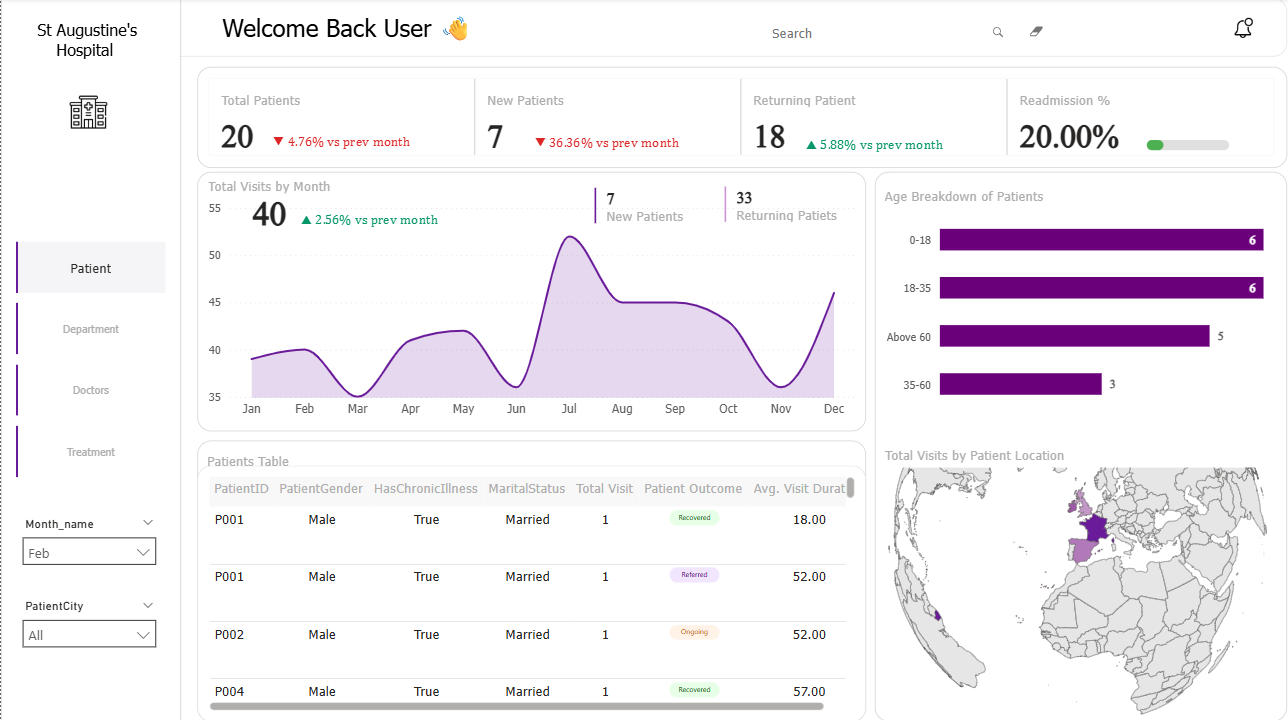 St Augustine's
Hospital
Patient
Department
Doctors
Treatment
Month_name
Feb
PatientCity
All
Welcome Back User 👋
Search
Total Patients
20 ▼ 4.76% vs prev month
New Patients
7 ▼ 36.36% vs prev month
Returning Patient
18 ▲ 5.88% vs prev month
Readmission %
20.00%
Total Visits by Month
40 ▲ 2.56% vs prev month
7
New Patients
33
Returning Patiets
55
50
45
40
35
Jan Feb Mar Apr May Jun Jul Aug Sep Oct Nov Dec
Age Breakdown of Patients
0-18 6
18-35 6
Above 60 5
35-60 3
Patients Table
PatientID PatientGender HasChronicIllness MaritalStatus Total Visit Patient Outcome Avg. Visit Durat
P001 Male True Married 1 Recovered 18.00
P001 Male True Married 1 Referred 52.00
P002 Male True Married 1 Ongoing 52.00
P004 Male True Married 1 Recovered 57.00
Total Visits by Patient Location